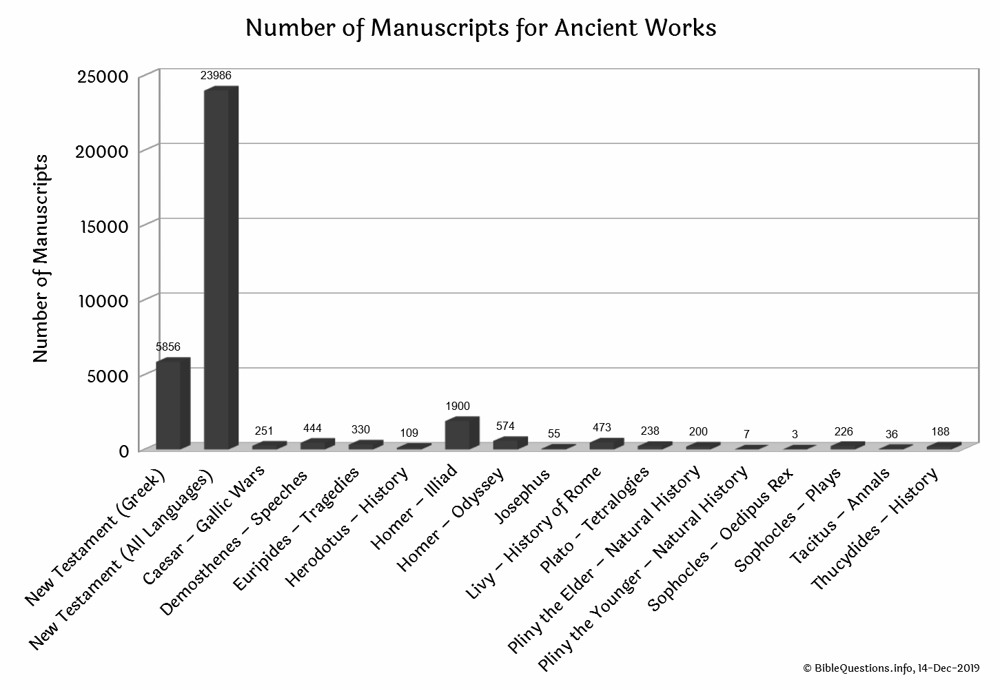 Number of Manuscripts for Ancient Works
Number of Manuscripts
25000
20000
15000
10000
5000
0
5856
23986
251
444
330
109
1900
574
55
473
238
200
7
3
226
36
188
New Testament (Greek)
New Testament (All Languages)
Caesar – Gallic Wars
Demosthenes – Speeches
Euripides – Tragedies
Herodotus – History
Homer – Illiad
Homer – Odyssey
Josephus
Livy – History of Rome
Plato – Tetralogies
Pliny the Elder – Natural History
Pliny the Younger – Natural History
Sophocles – Oedipus Rex
Sophocles – Plays
Tacitus – Annals
Thucydides – History
© BibleQuestions.info, 14-Dec-2019